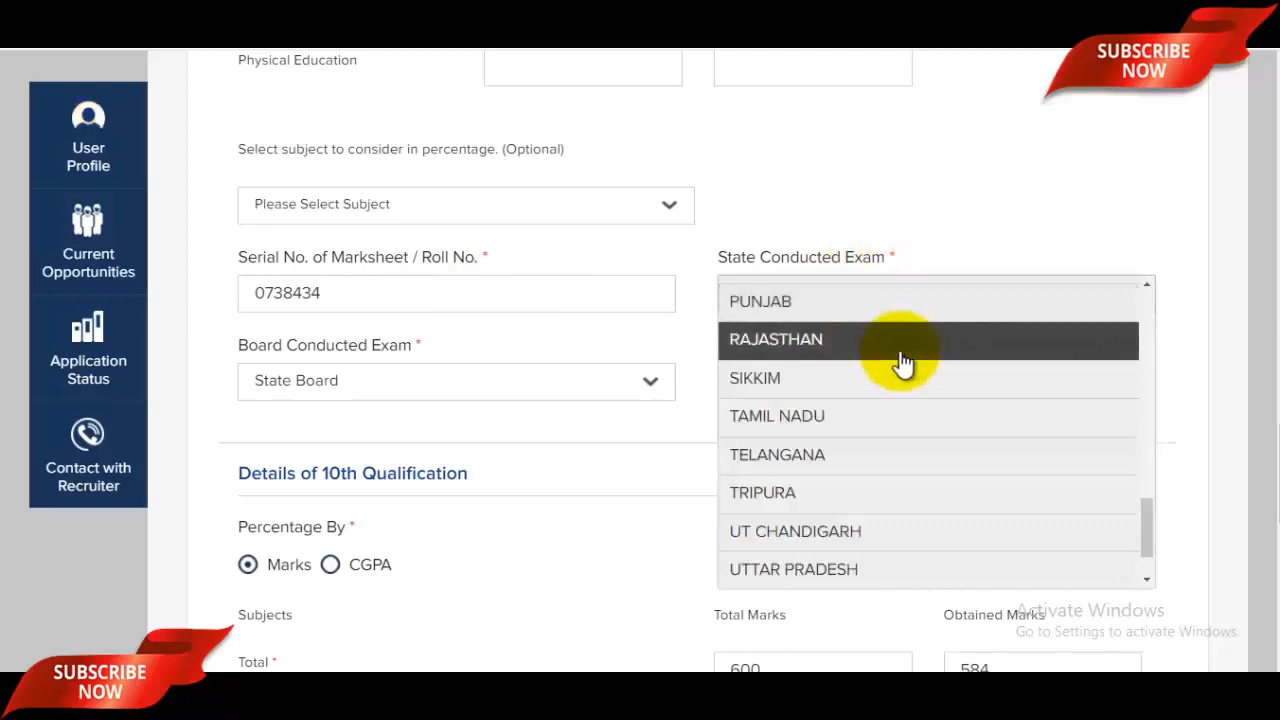 SUBSCRIBE
NOW
Physical Education
User
Profile
Select subject to consider in percentage. (Optional)
Please Select Subject
Current
Opportunities
Serial No. of Marksheet / Roll No. *
State Conducted Exam *
0738434
PUNJAB
RAJASTHAN
Board Conducted Exam *
State Board
SIKKIM
TAMIL NADU
TELANGANA
TRIPURA
UT CHANDIGARH
UTTAR PRADESH
Application
Status
Contact with
Recruiter
Details of 10th Qualification
Percentage By *
Marks CGPA
Subjects Total Marks Obtained Marks
Activate Windows
Go to Settings to activate Windows.
Total * 600 584
SUBSCRIBE
NOW